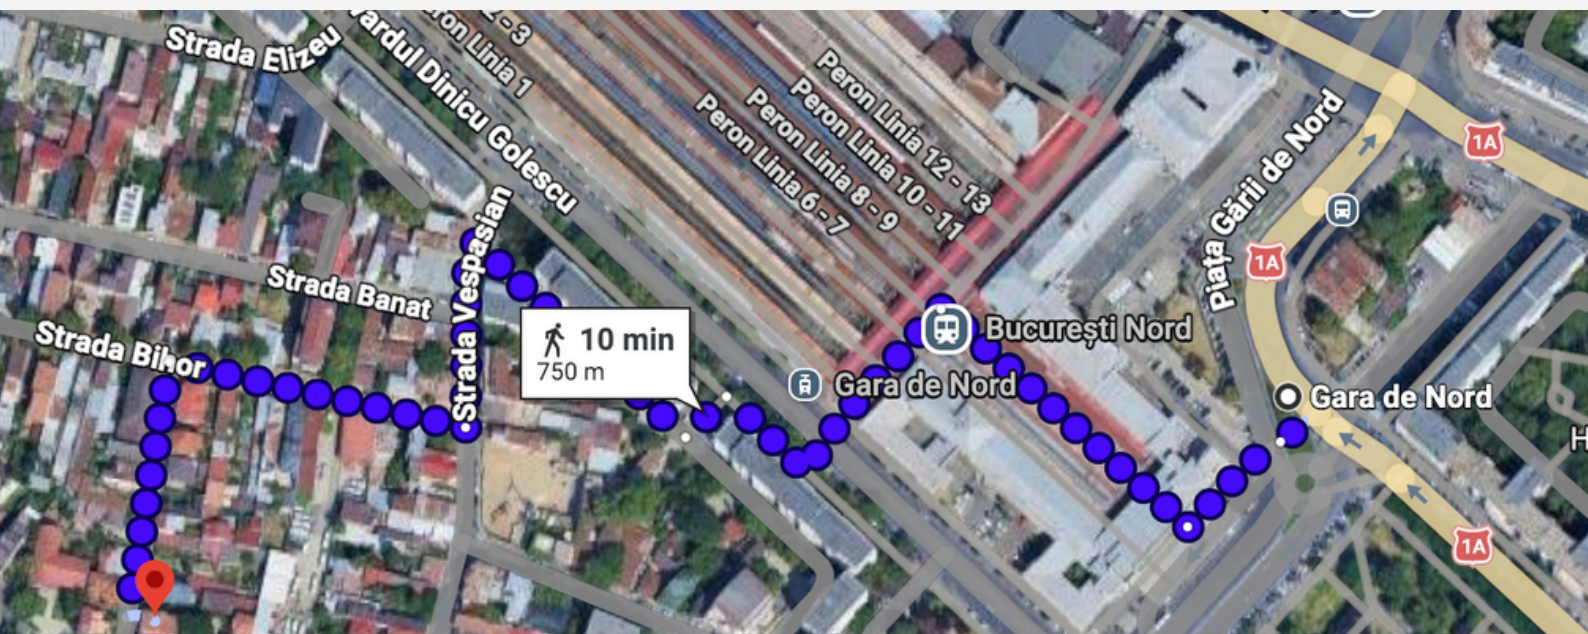 Strada Elizeu
2 - 3
Peron Linia 1
Dinicu Golescu
Peron Linia 12 - 13
Peron Linia 10 - 11
Peron Linia 8 - 9
Peron Linia 6 - 7
Piața Gării de Nord
1A
1A
Strada Vespasian
Strada Banat
Strada Bihor
10 min
750 m
București Nord
Gara de Nord
Gara de Nord
H
1A